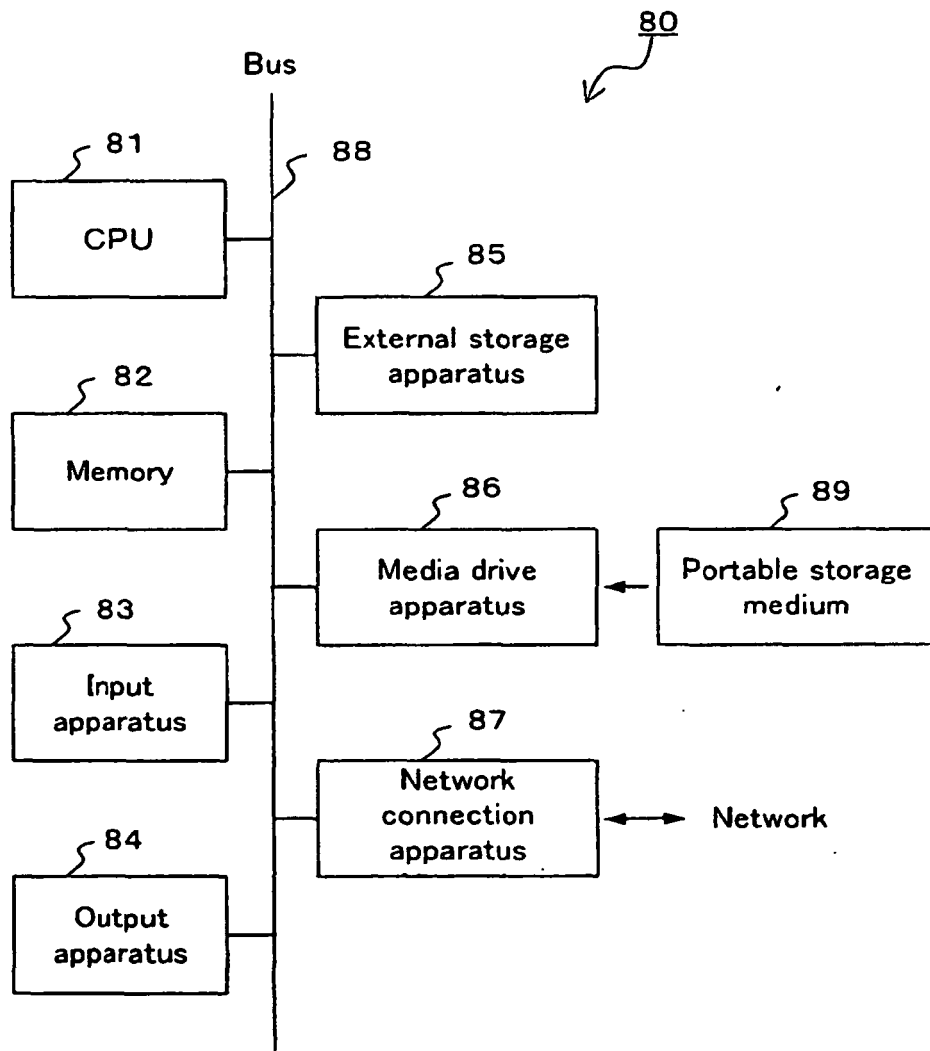 80
Bus
88
81
CPU
85
External storage
apparatus
82
Memory
86
Media drive
apparatus
89
Portable storage
medium
83
Input
apparatus
87
Network
connection
apparatus
Network
84
Output
apparatus